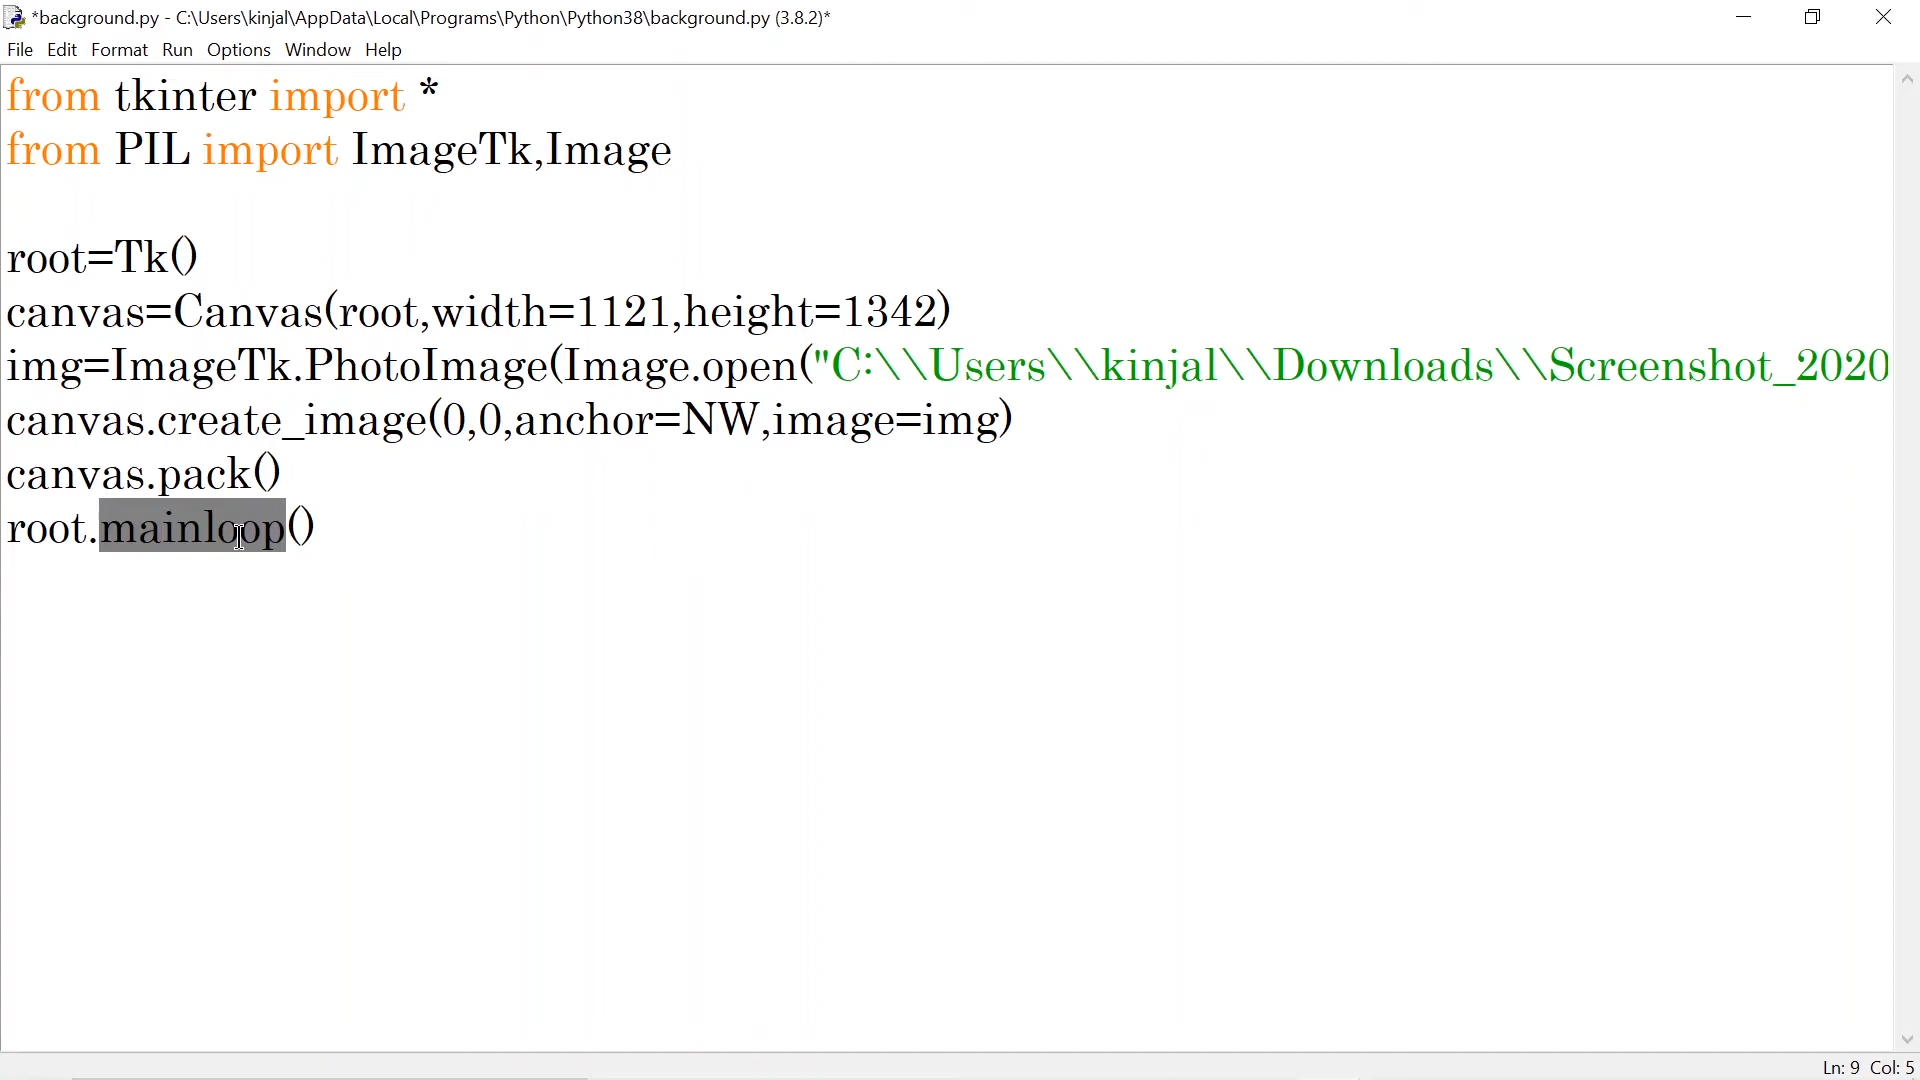 *background.py - C:\Users\kinjal\AppData\Local\Programs\Python\Python38\background.py (3.8.2)*
File Edit Format Run Options Window Help
from tkinter import *
from PIL import ImageTk,Image
root=Tk()
canvas=Canvas(root,width=1121,height=1342)
img=ImageTk.PhotoImage(Image.open("C:\\Users\\kinjal\\Downloads\\Screenshot_2020
canvas.create_image(0,0,anchor=NW,image=img)
canvas.pack()
root.mainloop()
Ln: 9 Col: 5